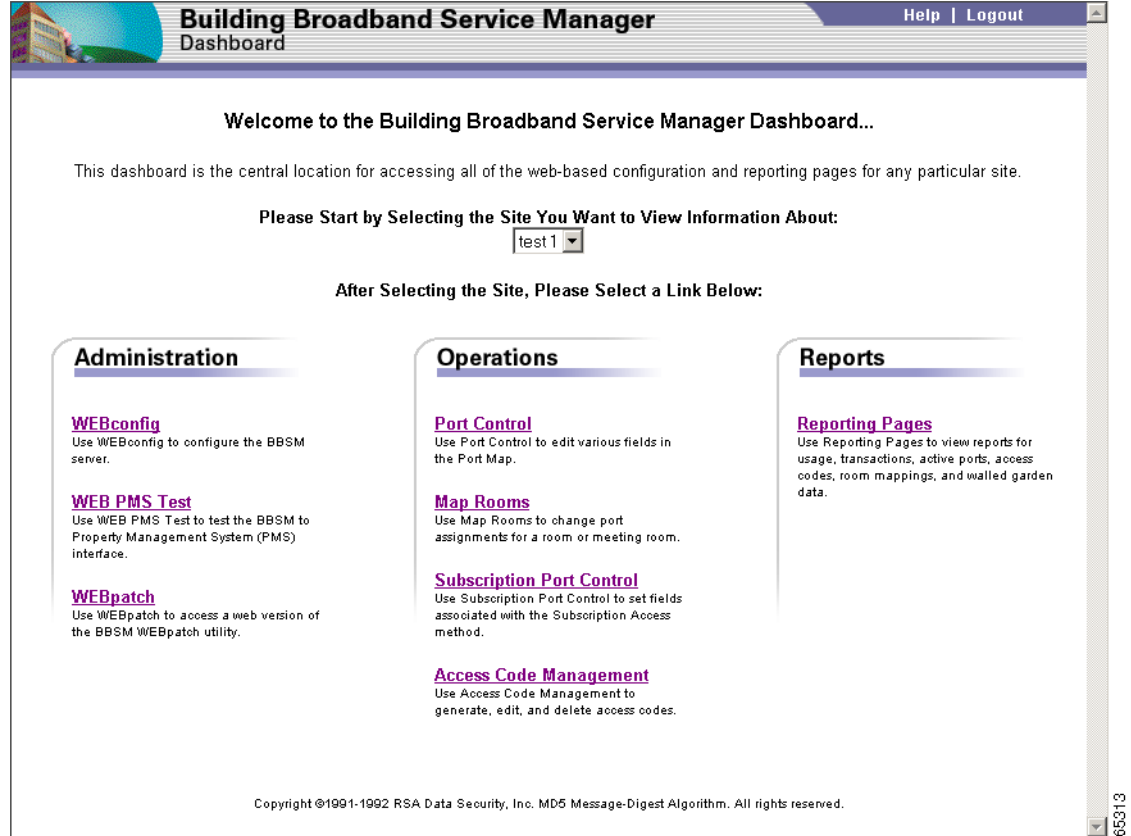 Building Broadband Service Manager
Dashboard
Help | Logout
Welcome to the Building Broadband Service Manager Dashboard...
This dashboard is the central location for accessing all of the web-based configuration and reporting pages for any particular site.
Please Start by Selecting the Site You Want to View Information About:
test1
After Selecting the Site, Please Select a Link Below:
Administration
WEBconfig
Use WEBconfig to configure the BBSM
server.
WEB PMS Test
Use WEB PMS Test to test the BBSM to
Property Management System (PMS)
interface.
WEBpatch
Use WEBpatch to access a web version of
the BBSM WEBpatch utility.
Operations
Port Control
Use Port Control to edit various fields in
the Port Map.
Map Rooms
Use Map Rooms to change port
assignments for a room or meeting room.
Subscription Port Control
Use Subscription Port Control to set fields
associated with the Subscription Access
method.
Access Code Management
Use Access Code Management to
generate, edit, and delete access codes.
Reports
Reporting Pages
Use Reporting Pages to view reports for
usage, transactions, active ports, access
codes, room mappings, and walled garden
data.
Copyright ©1991-1992 RSA Data Security, Inc. MD5 Message-Digest Algorithm. All rights reserved.
65313